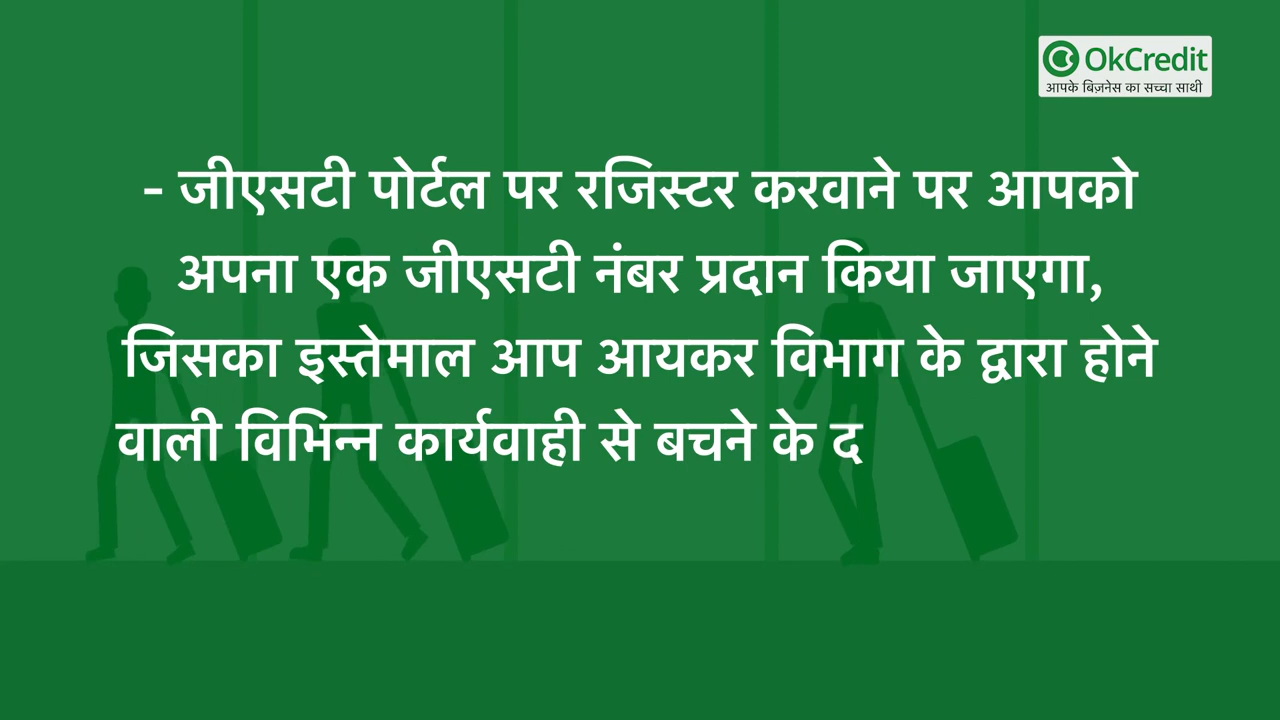 OkCredit
आपके बिज़नेस का सच्चा साथी
- जीएसटी पोर्टल पर रजिस्टर करवाने पर आपको
अपना एक जीएसटी नंबर प्रदान किया जाएगा,
जिसका इस्तेमाल आप आयकर विभाग के द्वारा होने
वाली विभिन्न कार्यवाही से बचने के द